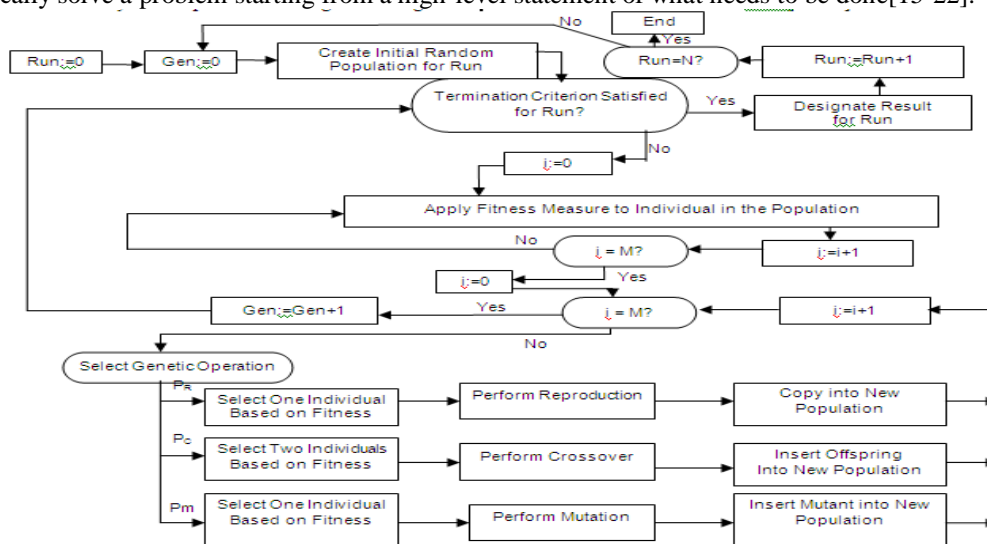 cally solve a problem starting from a high-level statement of what needs to be done[15-22].
No
End
Yes
Run:=0
Gen:=0
Create Initial Random
Population for Run
Run=N?
Run:=Run+1
Termination Criterion Satisfied
for Run?
Yes
Designate Result
for Run
No
i:=0
Apply Fitness Measure to Individual in the Population
No
i = M?
i:=i+1
Yes
i:=0
Gen:=Gen+1
Yes
i = M?
i:=i+1
No
Select Genetic Operation
PR
Select One Individual
Based on Fitness
Perform Reproduction
Copy into New
Population
Pc
Select Two Individuals
Based on Fitness
Perform Crossover
Insert Offspring
Into New Population
Pm
Select One Individual
Based on Fitness
Perform Mutation
Insert Mutant into New
Population